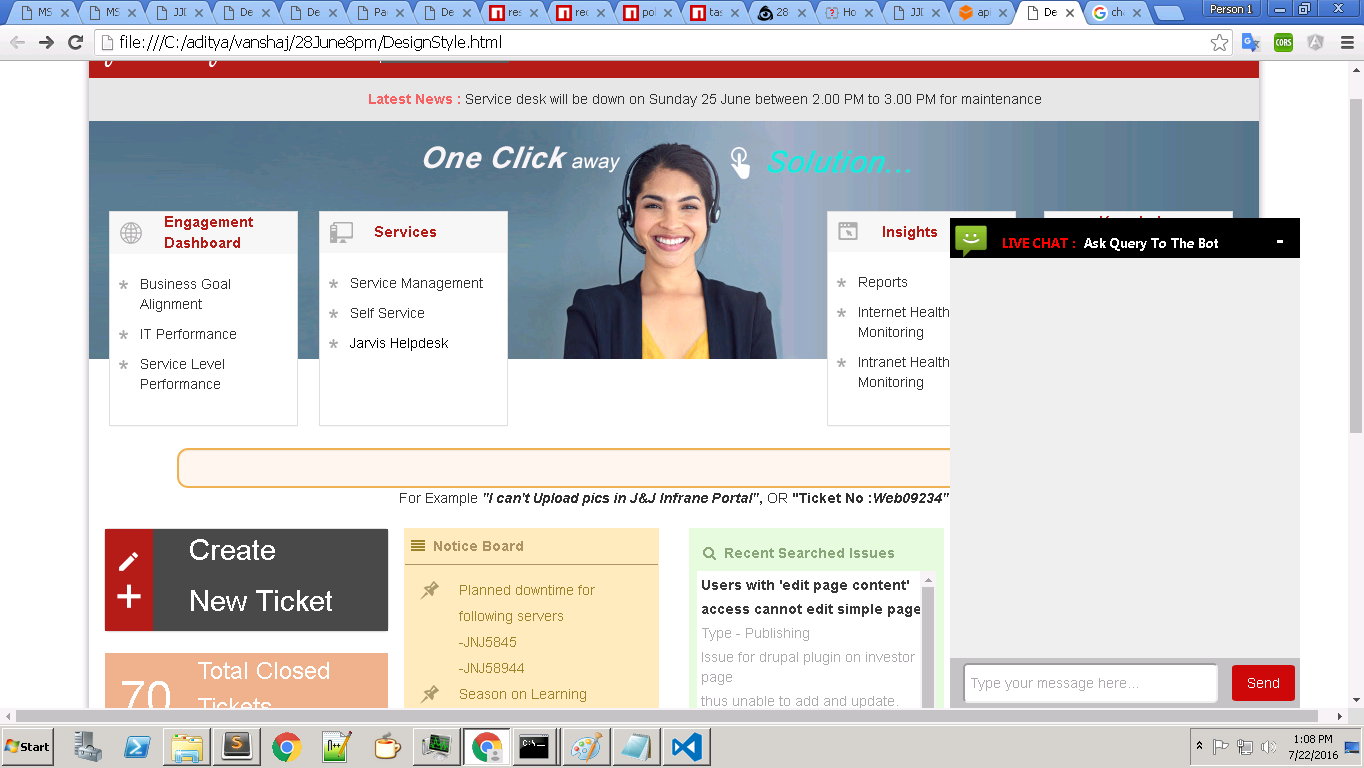 MS
MS
JJI
De
De
Pa
De
res
rec
pol
tas
28
Ho
JJI
api
De
ch
Person 1
file:///C:/aditya/vanshaj/28June8pm/DesignStyle.html
CORS
Latest News : Service desk will be down on Sunday 25 June between 2.00 PM to 3.00 PM for maintenance
One Click away
Solution...
Engagement
Dashboard
Business Goal
Alignment
IT Performance
Service Level
Performance
Services
Service Management
Self Service
Jarvis Helpdesk
Insights
Reports
Internet Health
Monitoring
Intranet Health
Monitoring
LIVE CHAT : Ask Query To The Bot
-
For Example "I can't Upload pics in J&J Infrane Portal", OR "Ticket No :Web09234"
Create
New Ticket
70
Total Closed
Tickets
Notice Board
Planned downtime for
following servers
-JNJ5845
-JNJ58944
Season on Learning
Recent Searched Issues
Users with 'edit page content'
access cannot edit simple page
Type - Publishing
Issue for drupal plugin on investor
page
thus unable to add and update.
Type your message here...
Send
Start
1:08 PM
7/22/2016